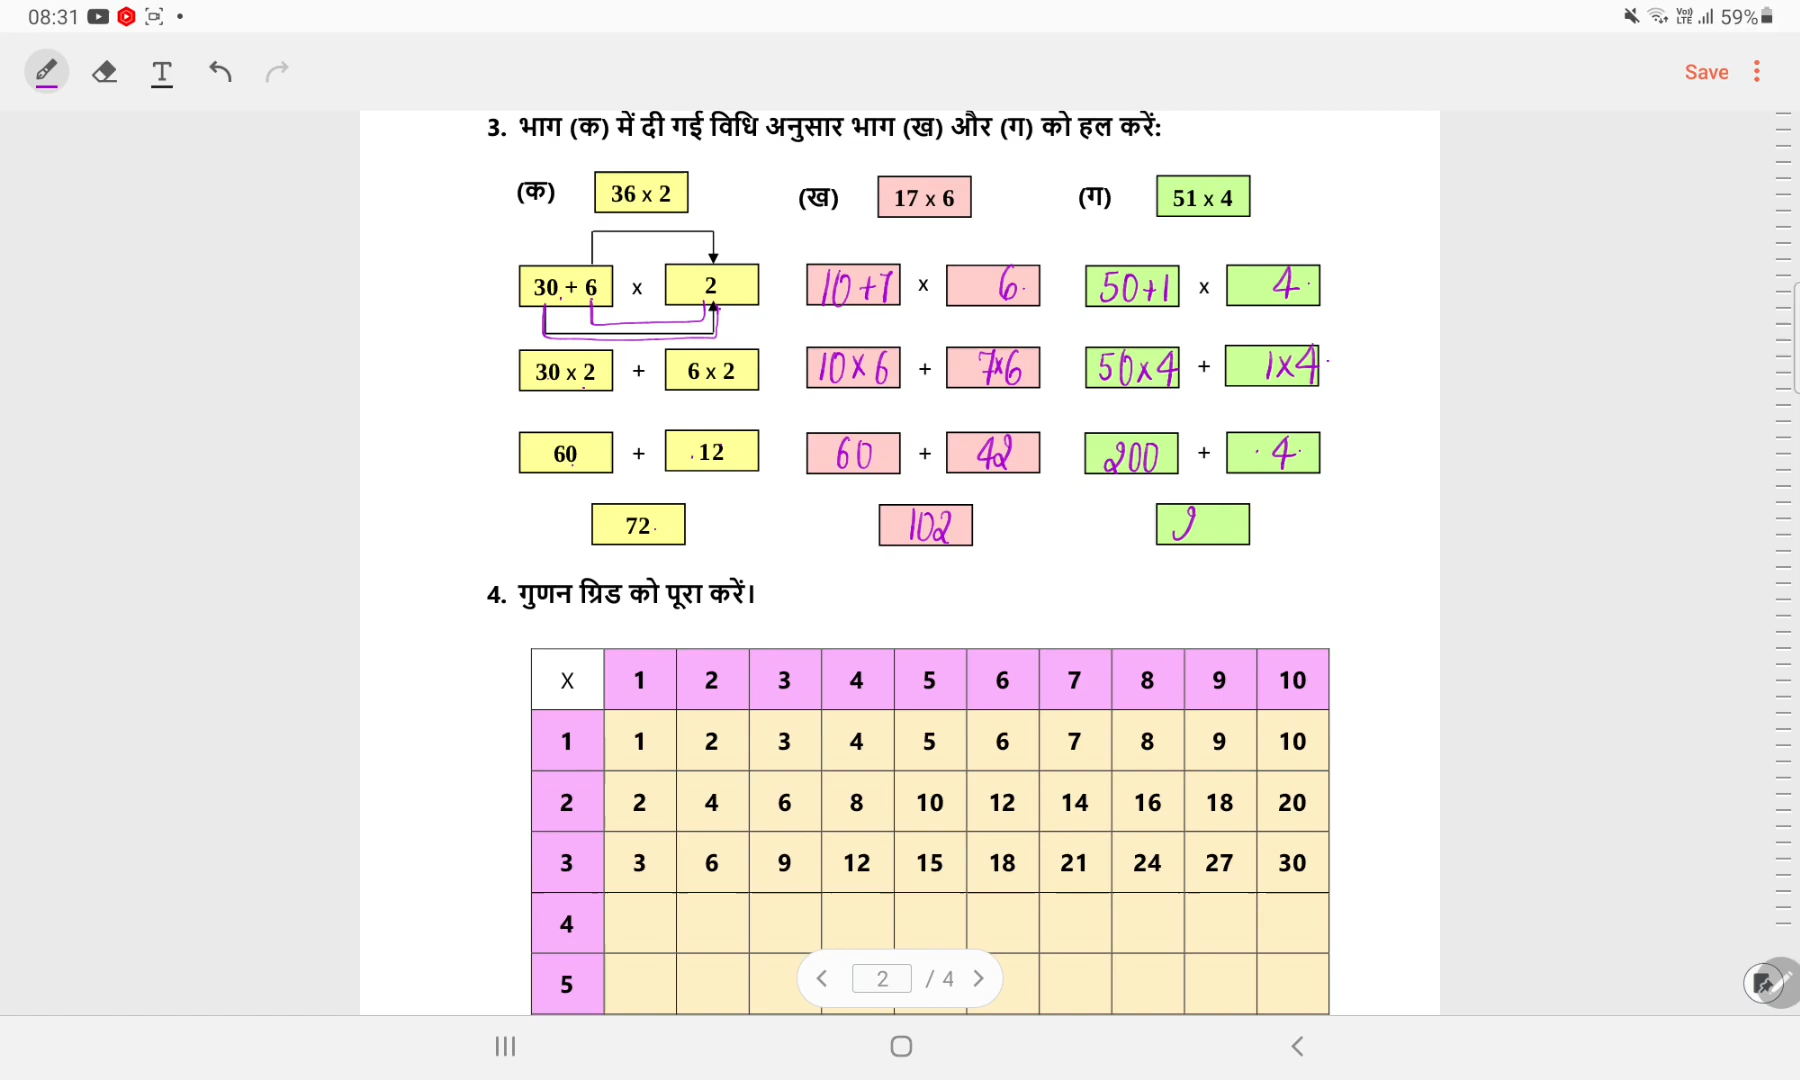 08:31 59%
Save
3. भाग (क) में दी गई विधि अनुसार भाग (ख) और (ग) को हल करें:
(क) 36 x 2 (ख) 17 x 6 (ग) 51 x 4
30 + 6 x 2 10+7 x 6 50+1 x 4
30 x 2 + 6 x 2 10x6 + 7x6 50x4 + 1x4
60 + 12 60 + 42 200 + 4
72 102
4. गुणन ग्रिड को पूरा करें।
X 1 2 3 4 5 6 7 8 9 10
1 1 2 3 4 5 6 7 8 9 10
2 2 4 6 8 10 12 14 16 18 20
3 3 6 9 12 15 18 21 24 27 30
4
5
2 / 4